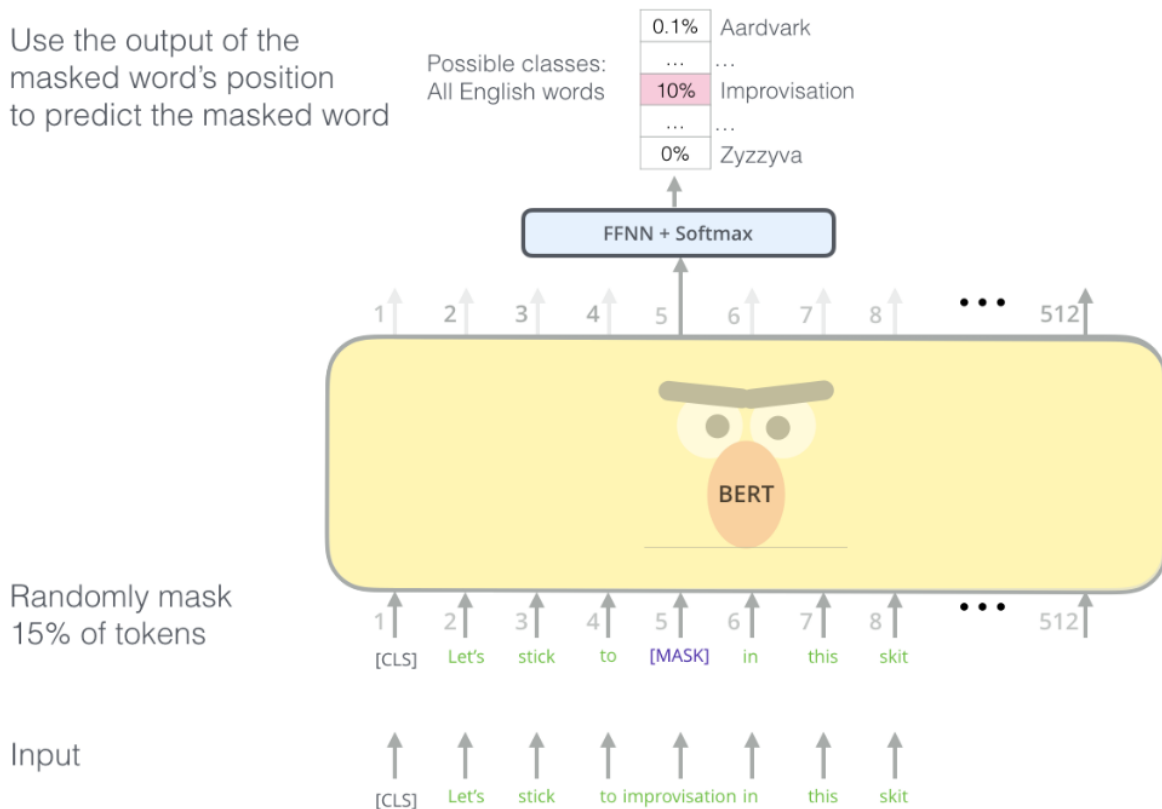 Use the output of the
masked word's position
to predict the masked word
Possible classes:
All English words
0.1% Aardvark
... ...
10% Improvisation
... ...
0% Zyzzyva
FFNN + Softmax
1 2 3 4 5 6 7 8 ••• 512
BERT
Randomly mask
15% of tokens
1 2 3 4 5 6 7 8 ••• 512
[CLS] Let's stick to [MASK] in this skit
Input
[CLS] Let's stick to improvisation in this skit